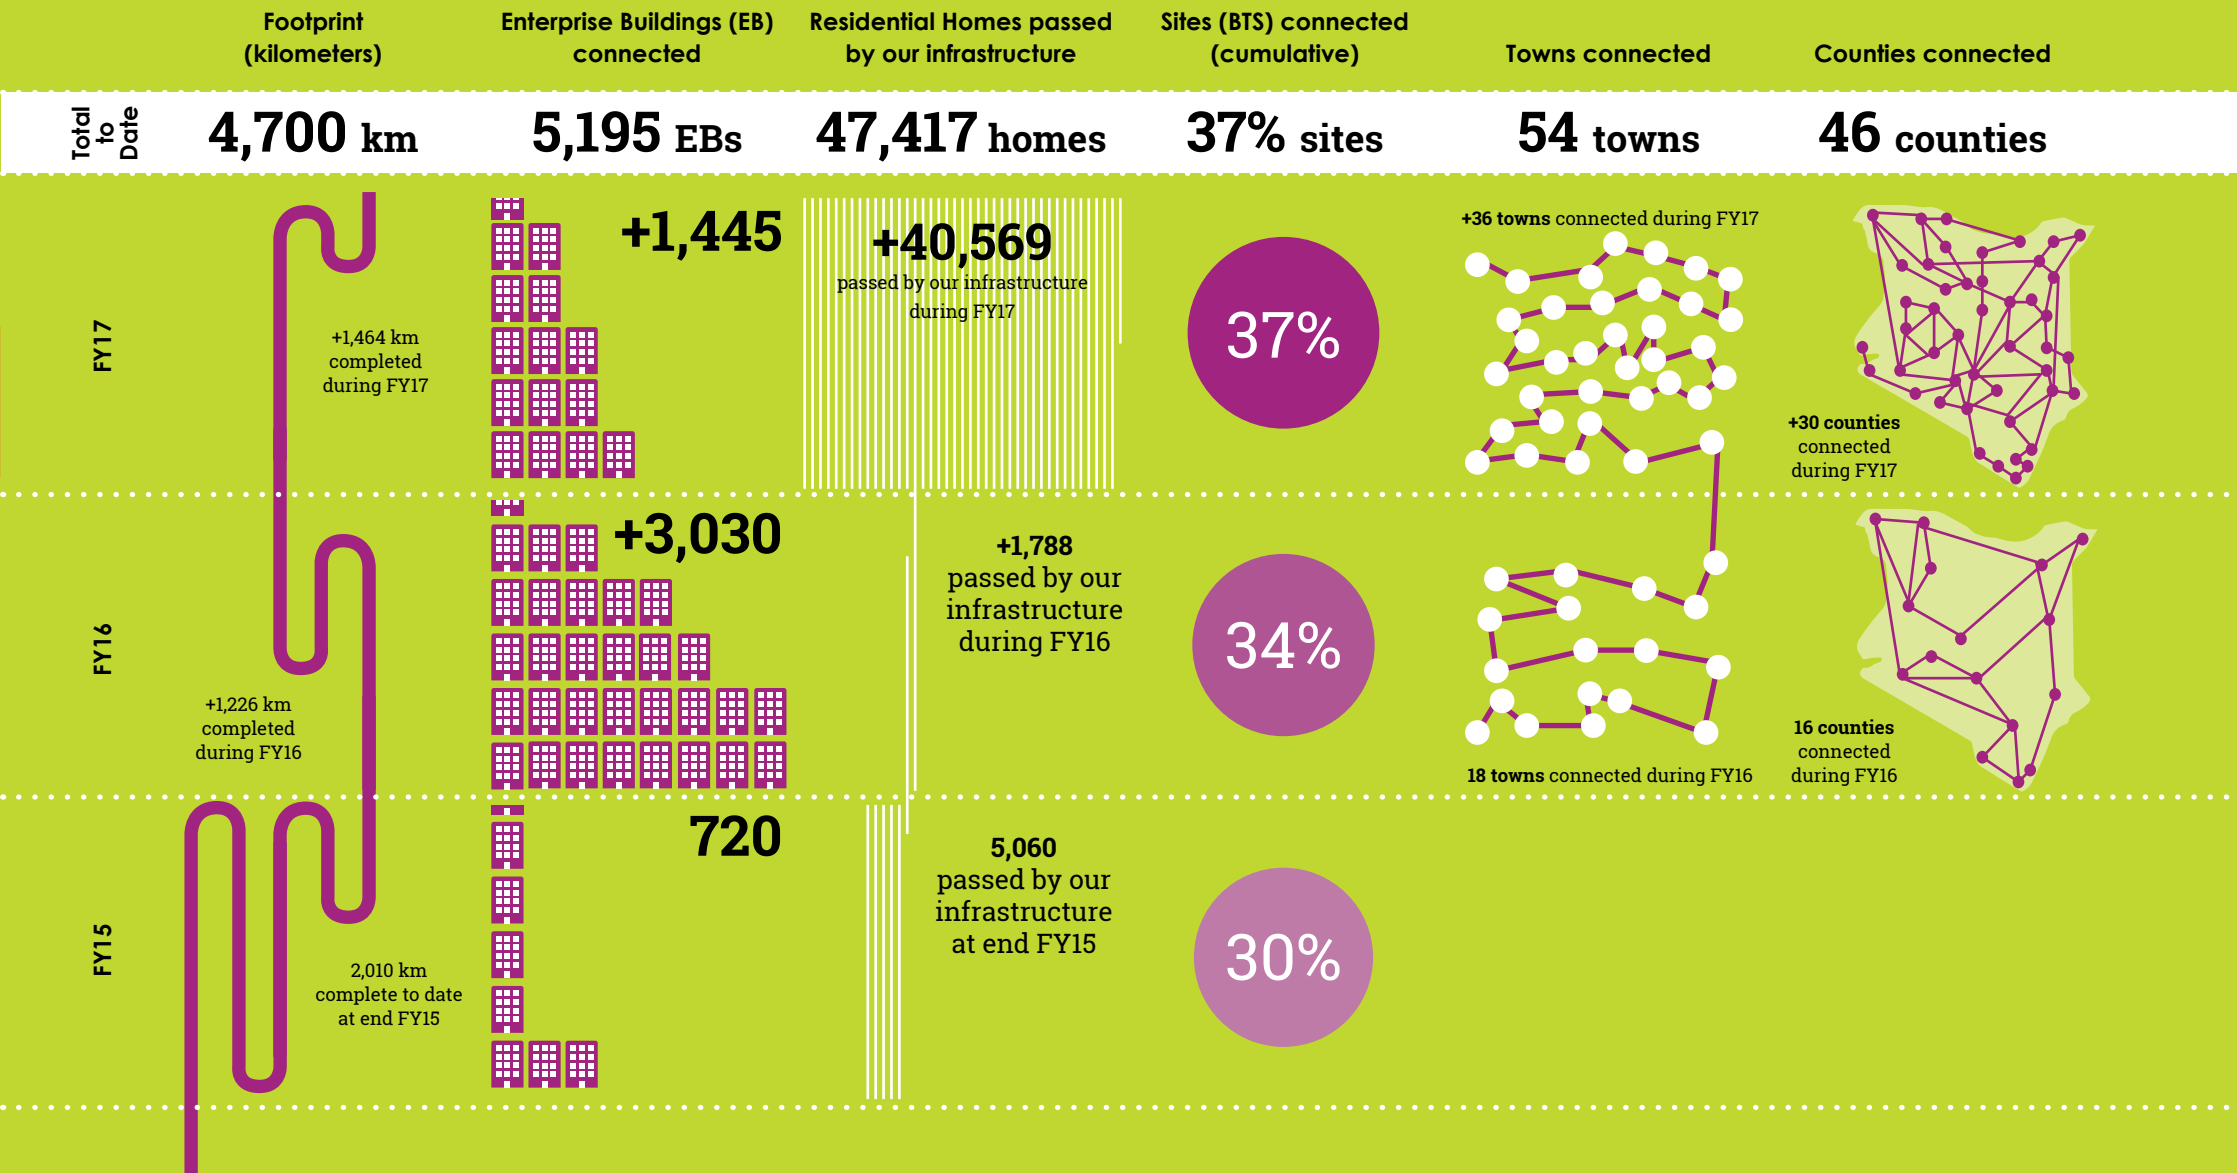 Footprint
(kilometers)
Enterprise Buildings (EB)
connected
Residential Homes passed
by our infrastructure
Sites (BTS) connected
(cumulative)
Towns connected
Counties connected
Total
to
Date
4,700 km
5,195 EBs
47,417 homes
37% sites
54 towns
46 counties
FY17
+1,464 km
completed
during FY17
+1,445
+40,569
passed by our infrastructure
during FY17
37%
+36 towns connected during FY17
+30 counties
connected
during FY17
FY16
+1,226 km
completed
during FY16
+3,030
+1,788
passed by our
infrastructure
during FY16
34%
18 towns connected during FY16
16 counties
connected
during FY16
FY15
2,010 km
complete to date
at end FY15
720
5,060
passed by our
infrastructure
at end FY15
30%